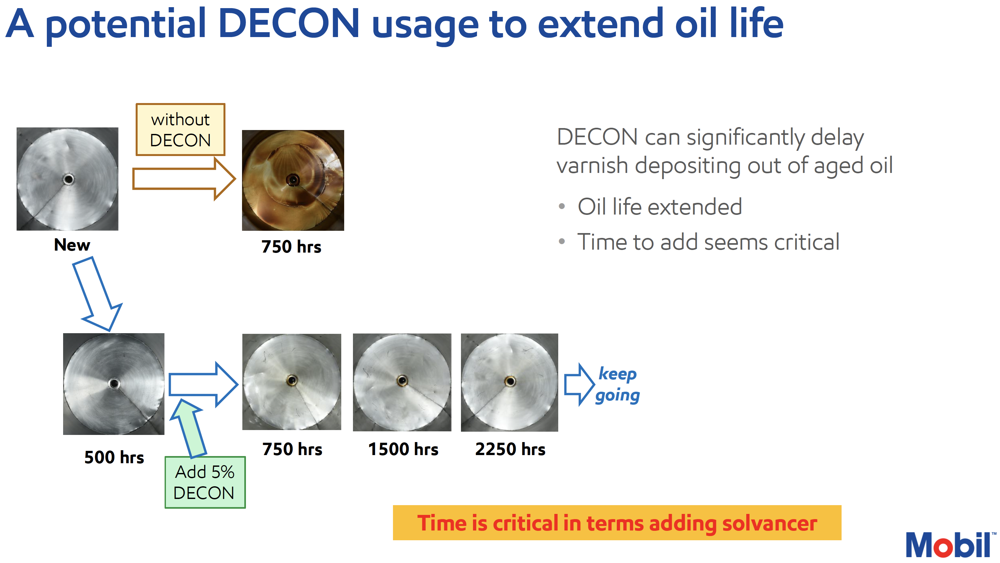 A potential DECON usage to extend oil life
without
DECON
New
750 hrs
DECON can significantly delay
varnish depositing out of aged oil
• Oil life extended
• Time to add seems critical
500 hrs
Add 5%
DECON
750 hrs
1500 hrs
2250 hrs
keep
going
Time is critical in terms adding solvancer
Mobil™